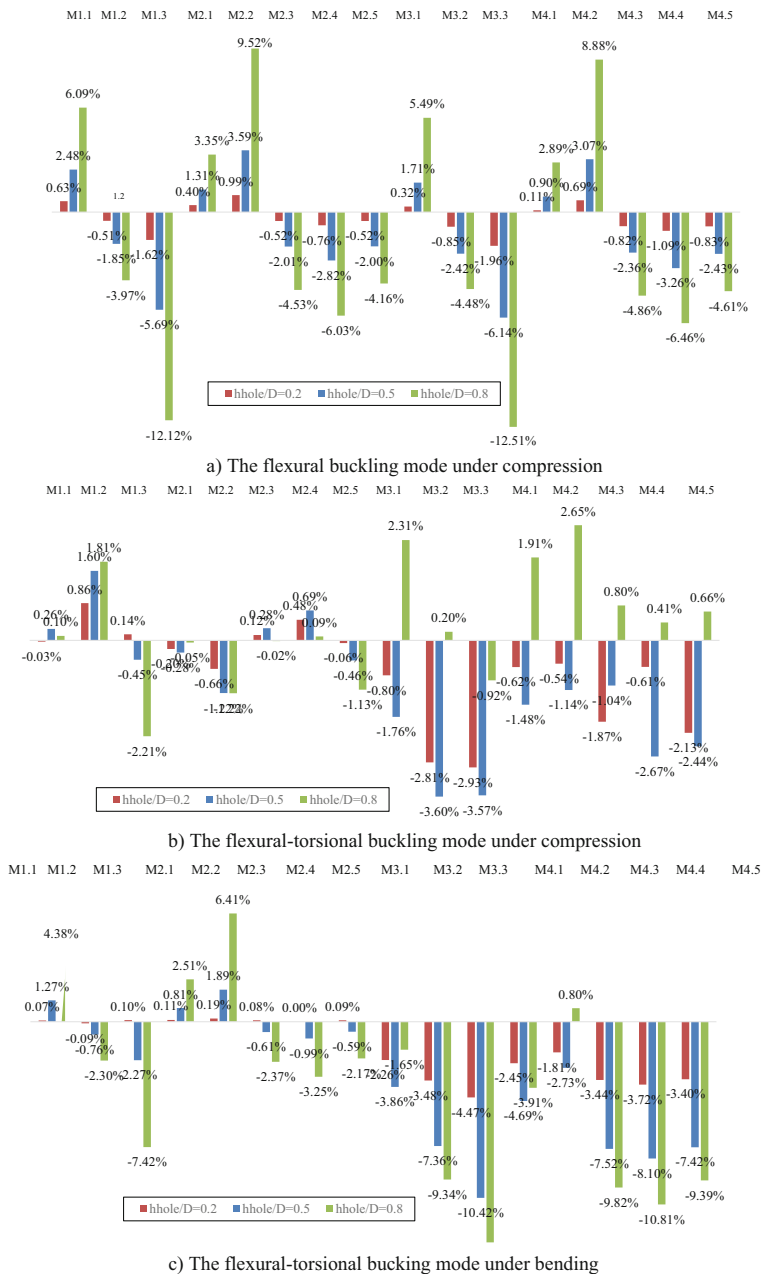 M1.1 M1.2 M1.3 M2.1 M2.2 M2.3 M2.4 M2.5 M3.1 M3.2 M3.3 M4.1 M4.2 M4.3 M4.4 M4.5
9.52%
8.88%
6.09%
5.49%
2.48% 3.35% 3.59% 1.71% 2.89% 3.07%
0.63% 1.2 0.40% 1.31% 0.99% 0.32% 0.11% 0.90% 0.69%
-0.51% -1.62% -0.52% -0.76% -0.52% -0.85% -1.96% -0.82% -1.09% -0.83%
-1.85% -2.01% -2.82% -2.00% -2.42% -2.36% -3.26% -2.43%
-3.97% -5.69% -4.53% -6.03% -4.16% -4.48% -6.14% -4.86% -6.46% -4.61%
hhole/D=0.2 hhole/D=0.5 hhole/D=0.8
-12.12% -12.51%
a) The flexural buckling mode under compression
M1.1 M1.2 M1.3 M2.1 M2.2 M2.3 M2.4 M2.5 M3.1 M3.2 M3.3 M4.1 M4.2 M4.3 M4.4 M4.5
2.65%
2.31%
1.81% 1.91%
1.60%
0.86% 0.69% 0.80%
0.26% 0.48% 0.41% 0.66%
0.10% 0.14% 0.12% 0.28% 0.09% 0.20%
-0.03% -0.45% -0.20% -0.28% -0.05% -0.66% -0.02% -0.06% -0.46% -0.80% -0.92% -0.62% -0.54% -0.61%
-1.22% -1.13% -1.76% -1.48% -1.14% -1.04%
-2.21% -2.81% -2.93% -1.87% -2.67% -2.13%
-2.44%
-3.60% -3.57%
hhole/D=0.2 hhole/D=0.5 hhole/D=0.8
b) The flexural-torsional buckling mode under compression
M1.1 M1.2 M1.3 M2.1 M2.2 M2.3 M2.4 M2.5 M3.1 M3.2 M3.3 M4.1 M4.2 M4.3 M4.4 M4.5
6.41%
4.38%
1.27% 2.51% 1.89%
0.07% 0.10% 0.11% 0.81% 0.19% 0.08% 0.00% 0.09% 0.80%
-0.09% -0.76% -0.61% -0.99% -0.59% -1.65%
-2.30% -2.27% -2.37% -3.25% -2.17% -2.26% -3.86% -3.48% -4.47% -2.45% -4.69% -3.91% -1.81% -2.73% -3.44% -3.72% -3.40%
-7.42% -7.36% -7.52% -8.10% -7.42%
-9.34% -10.42% -9.82% -10.81% -9.39%
hhole/D=0.2 hhole/D=0.5 hhole/D=0.8
c) The flexural-torsional bucking mode under bending